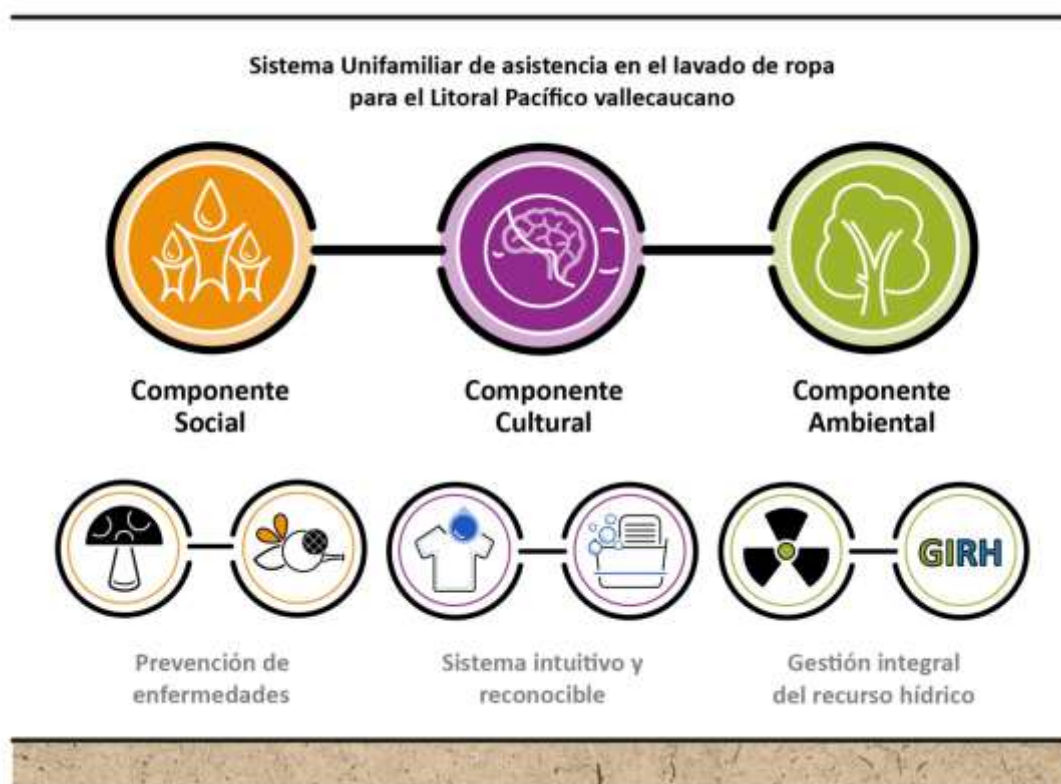 Sistema Unifamiliar de asistencia en el lavado de ropa
para el Litoral Pacífico vallecaucano
Componente
Social
Componente
Cultural
Componente
Ambiental
GIRH
Prevención de
enfermedades
Sistema intuitivo y
reconocible
Gestión integral
del recurso hídrico